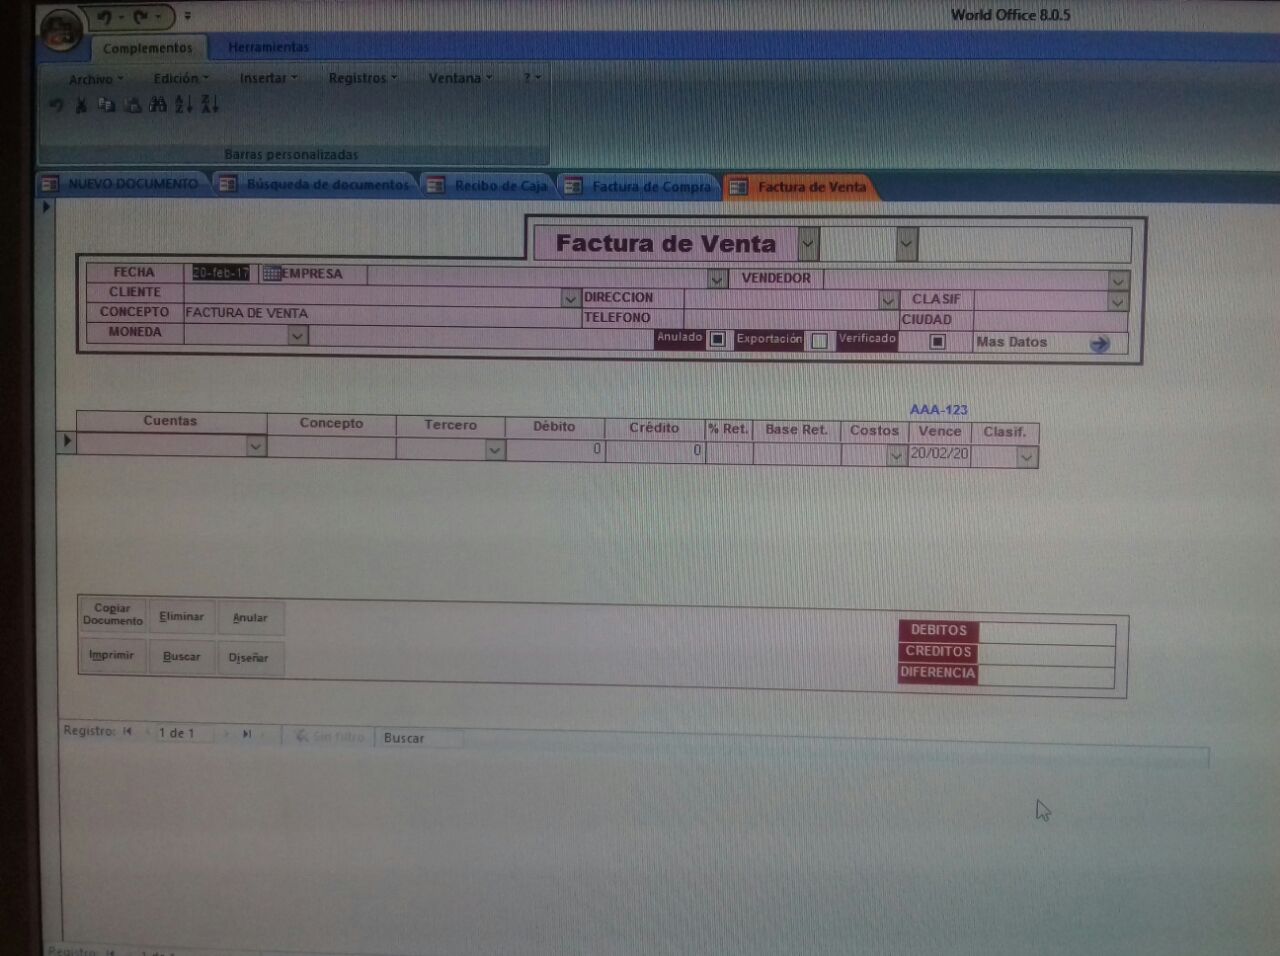 World Office 8.0.5
Complementos Herramientas
Archivo Edición Insertar Registros Ventana ?
Barras personalizadas
NUEVO DOCUMENTO Búsqueda de documentos Recibo de Caja Factura de Compra Factura de Venta
Factura de Venta
FECHA 20-feb-17 EMPRESA VENDEDOR
CLIENTE DIRECCION CLASIF
CONCEPTO FACTURA DE VENTA TELEFONO CIUDAD
MONEDA Anulado Exportación Verificado Mas Datos
AAA-123
Cuentas Concepto Tercero Débito Crédito % Ret. Base Ret. Costos Vence Clasif.
0 0 20/02/20
Copiar Documento Eliminar Anular
Imprimir Buscar Diseñar
DEBITOS
CREDITOS
DIFERENCIA
Registro: 1 de 1 Sin filtro Buscar